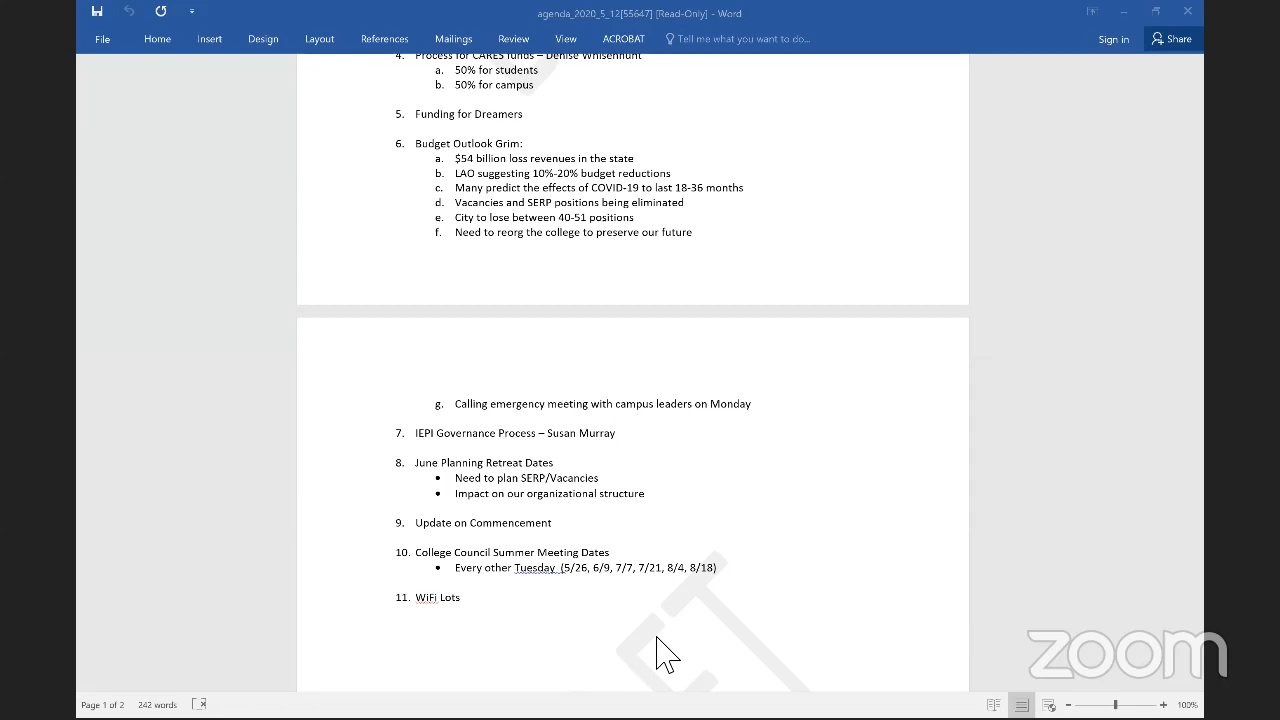 agenda_2020_5_12[55647] [Read-Only] - Word
File Home Insert Design Layout References Mailings Review View ACROBAT Tell me what you want to do... Sign in Share
4. Process for CARES funds – Denise Whisenhunt
a. 50% for students
b. 50% for campus
5. Funding for Dreamers
6. Budget Outlook Grim:
a. $54 billion loss revenues in the state
b. LAO suggesting 10%-20% budget reductions
c. Many predict the effects of COVID-19 to last 18-36 months
d. Vacancies and SERP positions being eliminated
e. City to lose between 40-51 positions
f. Need to reorg the college to preserve our future
g. Calling emergency meeting with campus leaders on Monday
7. IEPI Governance Process – Susan Murray
8. June Planning Retreat Dates
• Need to plan SERP/Vacancies
• Impact on our organizational structure
9. Update on Commencement
10. College Council Summer Meeting Dates
• Every other Tuesday (5/26, 6/9, 7/7, 7/21, 8/4, 8/18)
11. WiFi Lots
zoom
Page 1 of 2 242 words 100%